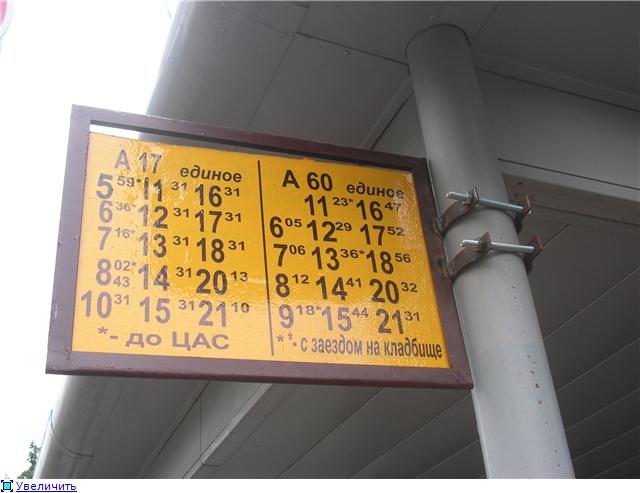 А 17 единое
5 59* 11 31 16 31
6 36* 12 31 17 31
7 16* 13 31 18 31
8 02* 43 14 31 20 13
10 31 15 31 21 10
*- до ЦАС
А 60 единое
11 23* 16 47
6 05 12 29 17 52
7 06 13 36* 18 56
8 12 14 41 20 32
9 18* 15 44 21 31
* *- с заездом на кладбище
Увеличить